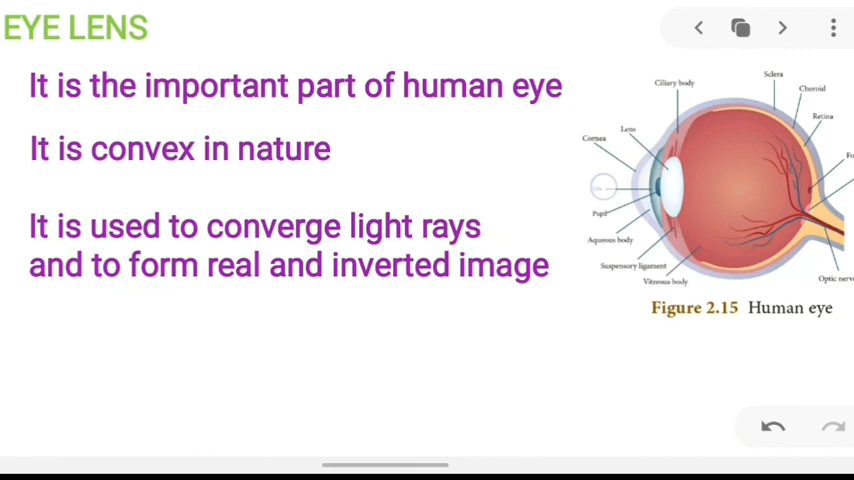 EYE LENS
It is the important part of human eye
It is convex in nature
It is used to converge light rays
and to form real and inverted image
Ciliary body
Sclera
Choroid
Retina
Lens
Cornea
Pupil
Aqueous body
Suspensory ligament
Vitreous body
Optic
Figure 2.15 Human eye